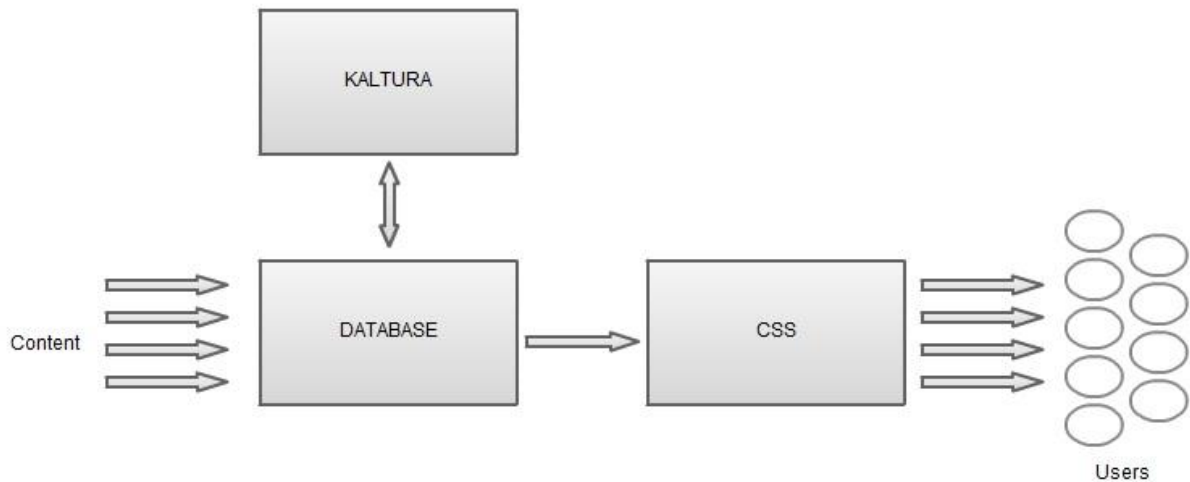 KALTURA
Content
DATABASE
CSS
Users